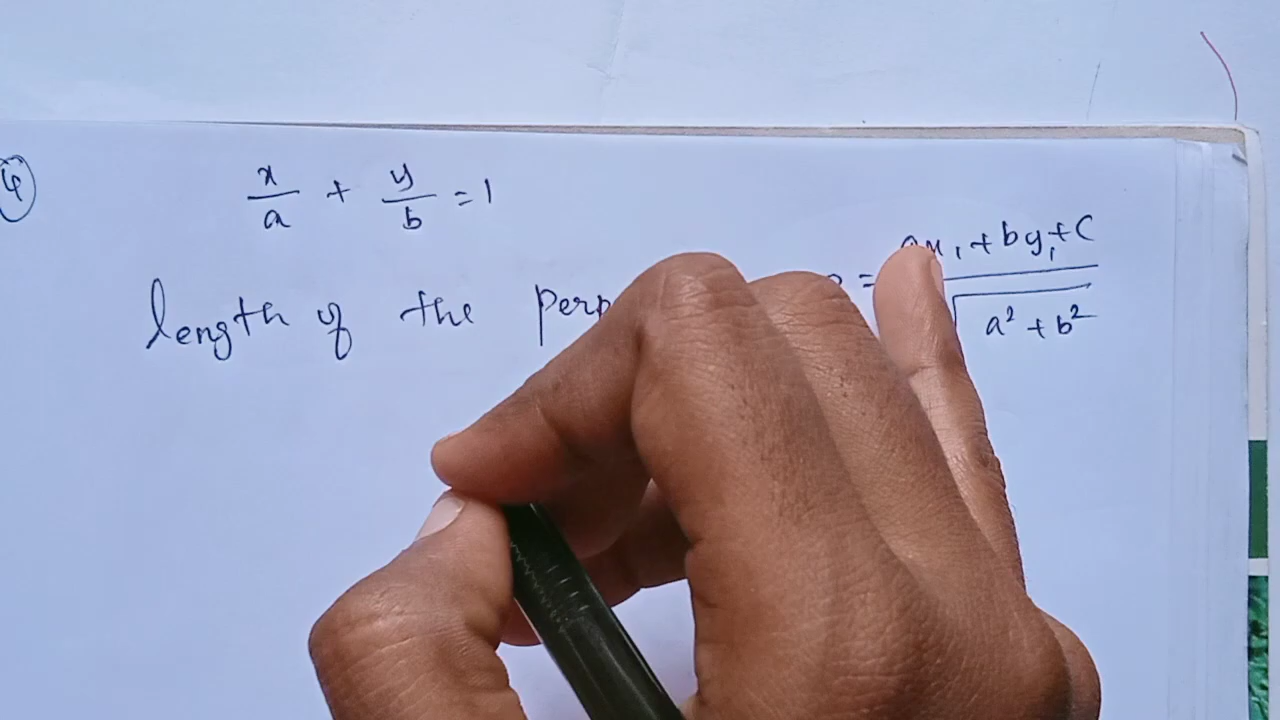 4
x/a + y/b = 1
length of the perp = ax₁ + by₁ + C / √a² + b²